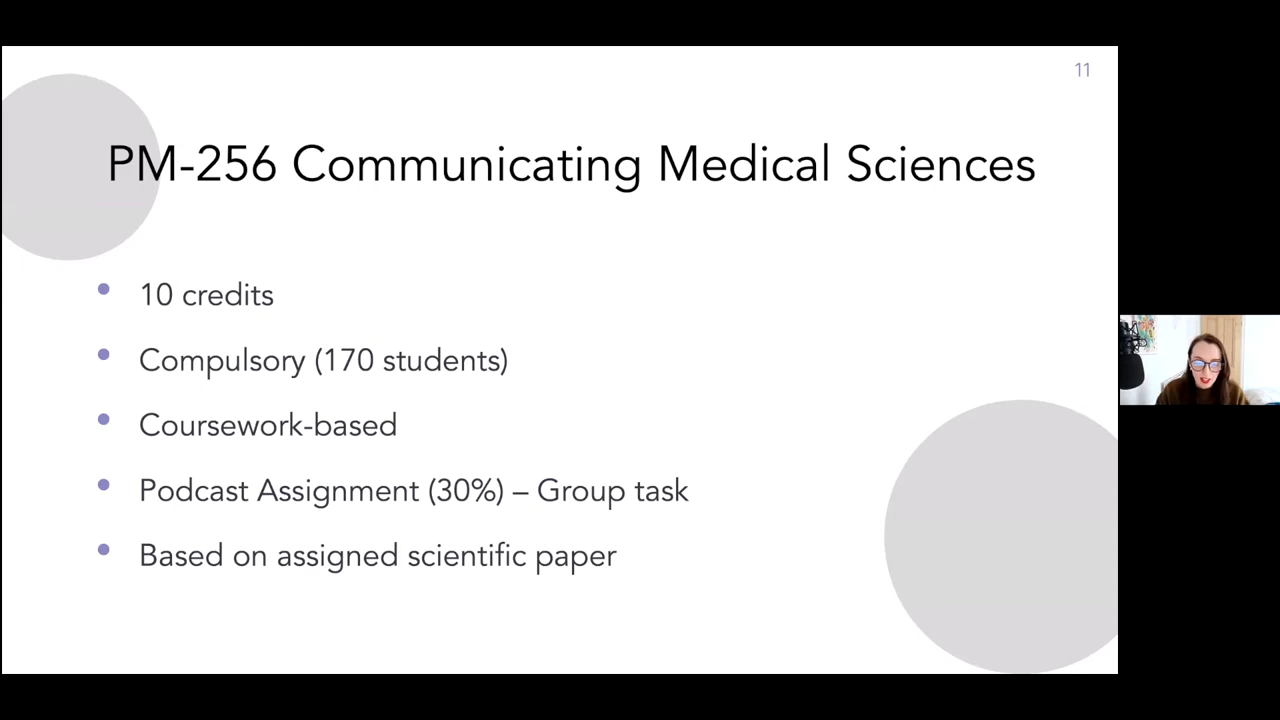 11
PM-256 Communicating Medical Sciences
10 credits
Compulsory (170 students)
Coursework-based
Podcast Assignment (30%) – Group task
Based on assigned scientific paper